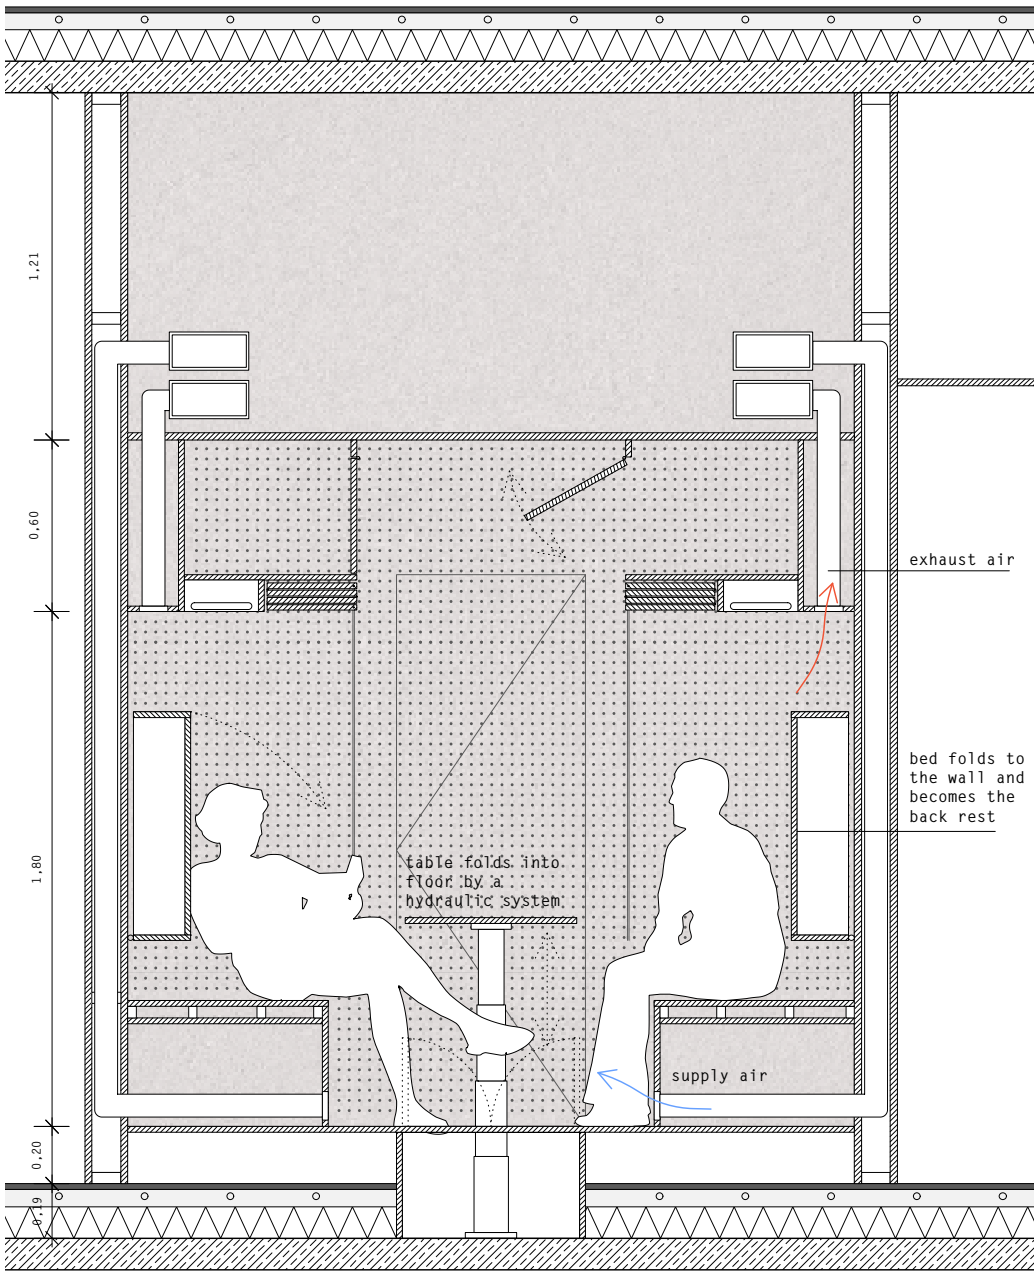 1,21
0,60
exhaust air
bed folds to
the wall and
becomes the
back rest
1,80
table folds into
floor by a
hydraulic system
supply air
0,20
0,19